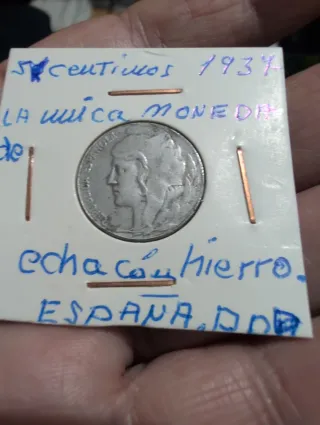 5 centimos 1937
LA unica MONEDA
de
echa con hierro.
ESPAÑA.